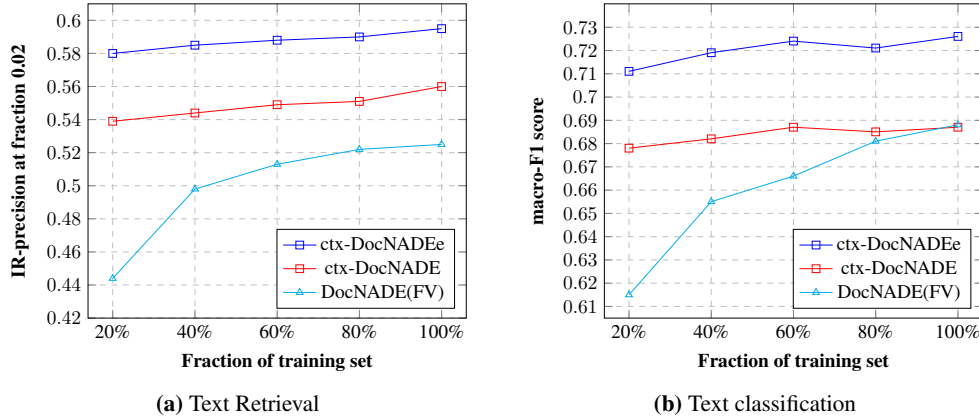 0.6
0.58
0.56
0.54
0.52
0.5
0.48
0.46
0.44
0.42
IR-precision at fraction 0.02
ctx-DocNADEe
ctx-DocNADE
DocNADE(FV)
20% 40% 60% 80% 100%
Fraction of training set
(a) Text Retrieval
0.73
0.72
0.71
0.7
0.69
0.68
0.67
0.66
0.65
0.64
0.63
0.62
0.61
macro-F1 score
ctx-DocNADEe
ctx-DocNADE
DocNADE(FV)
20% 40% 60% 80% 100%
Fraction of training set
(b) Text classification